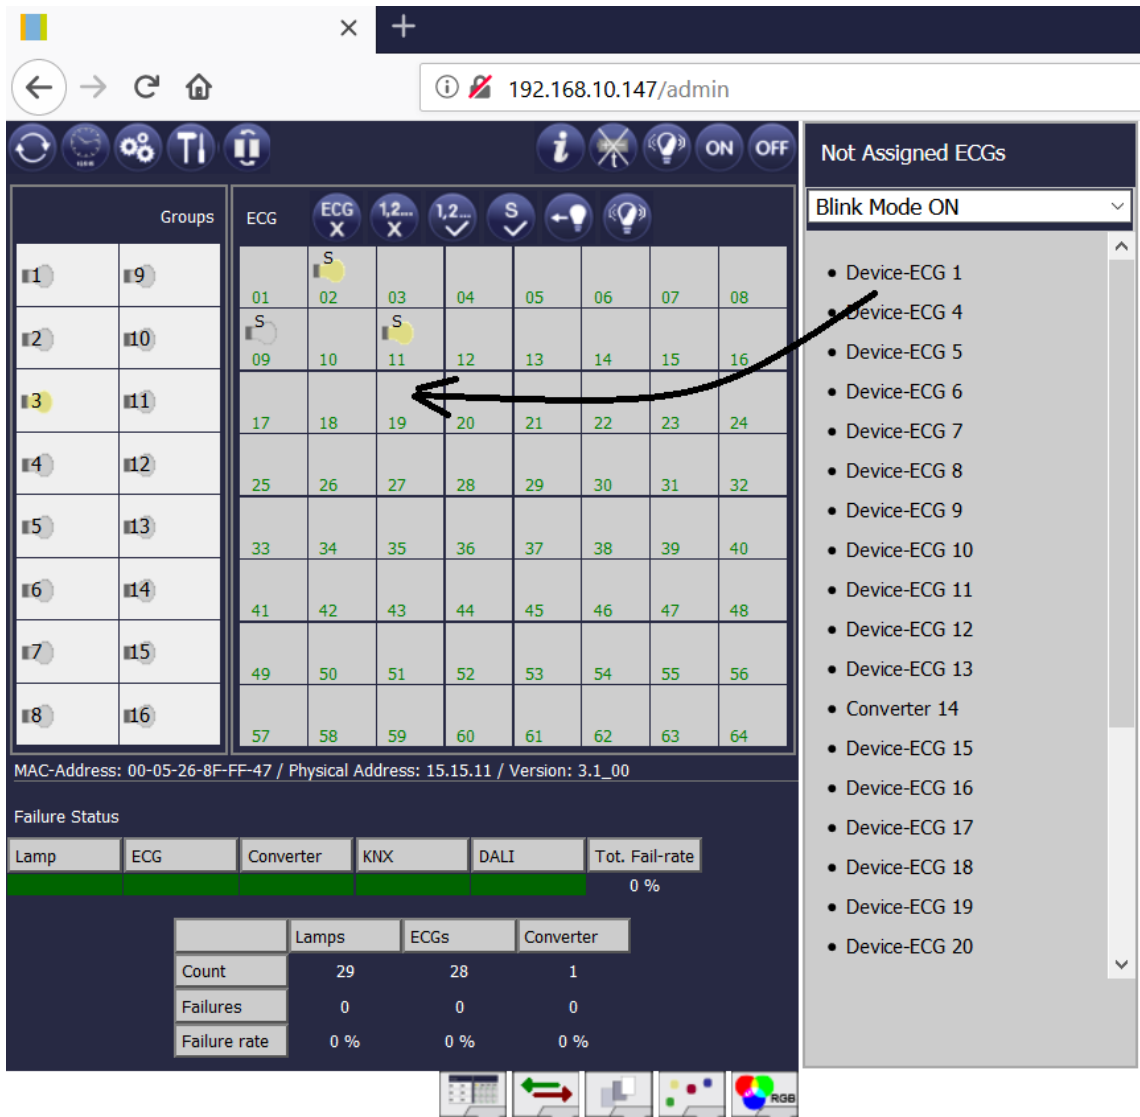 192.168.10.147/admin
i ON OFF
Groups
1 9
2 10
3 11
4 12
5 13
6 14
7 15
8 16
ECG ECG X 1,2... X 1,2... S
S
01 02 03 04 05 06 07 08
S S
09 10 11 12 13 14 15 16
17 18 19 20 21 22 23 24
25 26 27 28 29 30 31 32
33 34 35 36 37 38 39 40
41 42 43 44 45 46 47 48
49 50 51 52 53 54 55 56
57 58 59 60 61 62 63 64
MAC-Address: 00-05-26-8F-FF-47 / Physical Address: 15.15.11 / Version: 3.1_00
Failure Status
Lamp ECG Converter KNX DALI Tot. Fail-rate
0 %
Lamps ECGs Converter
Count 29 28 1
Failures 0 0 0
Failure rate 0 % 0 % 0 %
RGB
Not Assigned ECGs
Blink Mode ON
Device-ECG 1
Device-ECG 4
Device-ECG 5
Device-ECG 6
Device-ECG 7
Device-ECG 8
Device-ECG 9
Device-ECG 10
Device-ECG 11
Device-ECG 12
Device-ECG 13
Converter 14
Device-ECG 15
Device-ECG 16
Device-ECG 17
Device-ECG 18
Device-ECG 19
Device-ECG 20